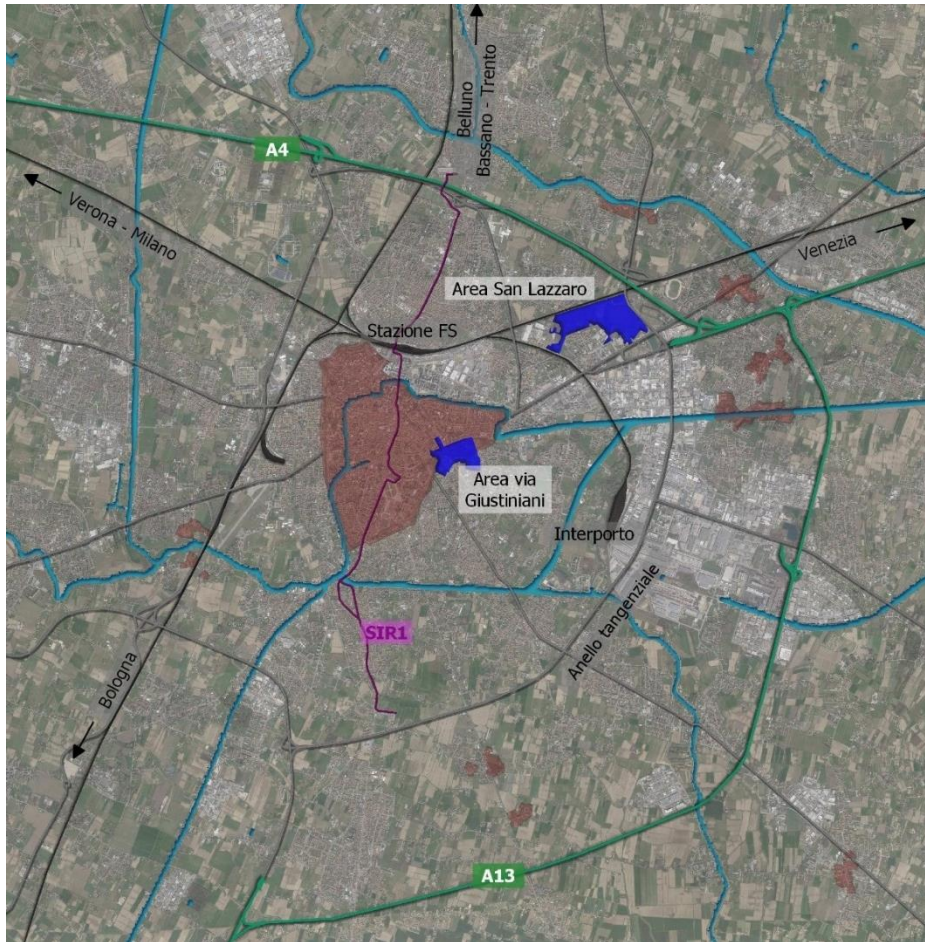 Belluno
Bassano - Trento
A4
Verona - Milano
Venezia
Area San Lazzaro
Stazione FS
Area via
Giustiniani
Interporto
Anello tangenziale
SIR1
Bologna
A13